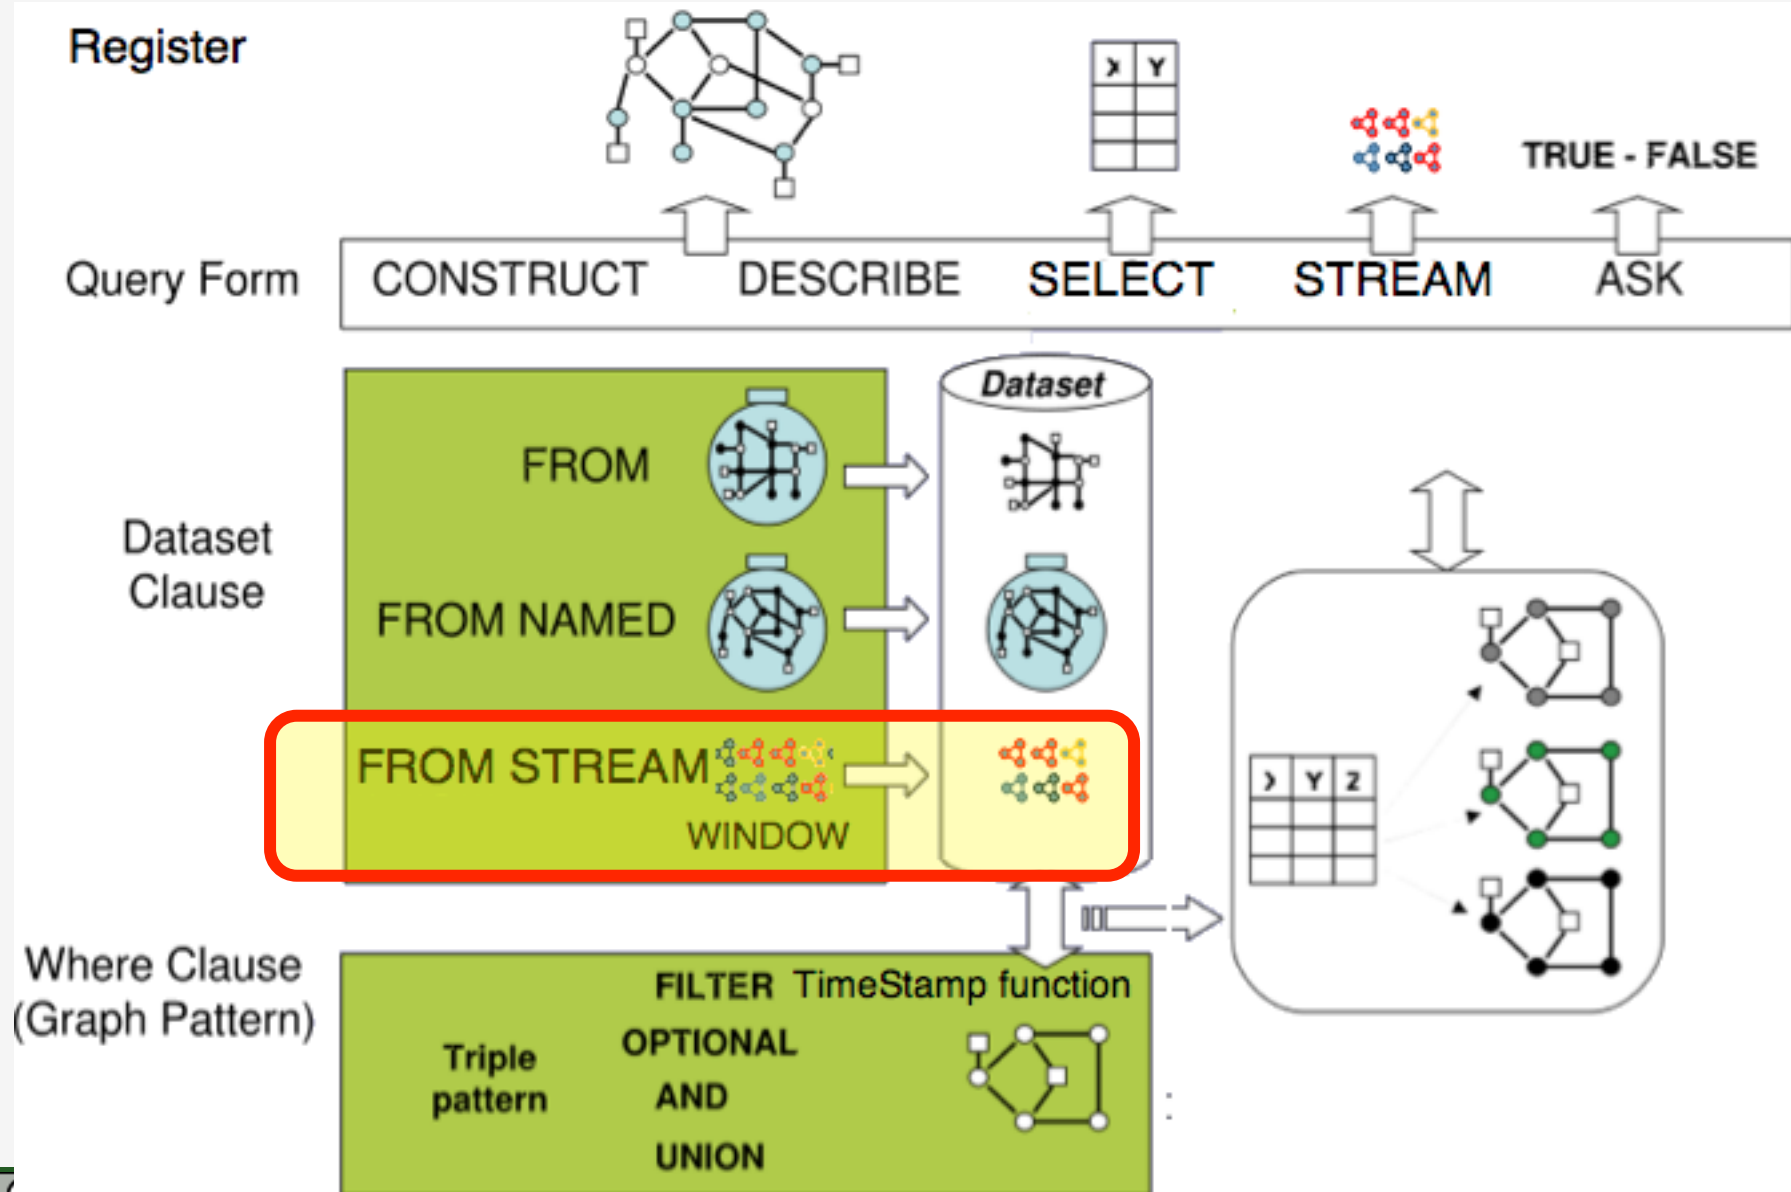 Register
X Y
TRUE - FALSE
Query Form
CONSTRUCT DESCRIBE SELECT STREAM ASK
Dataset
FROM
Dataset
Clause
FROM NAMED
FROM STREAM
WINDOW
X Y Z
Where Clause
(Graph Pattern)
FILTER TimeStamp function
OPTIONAL
Triple
pattern
AND
UNION